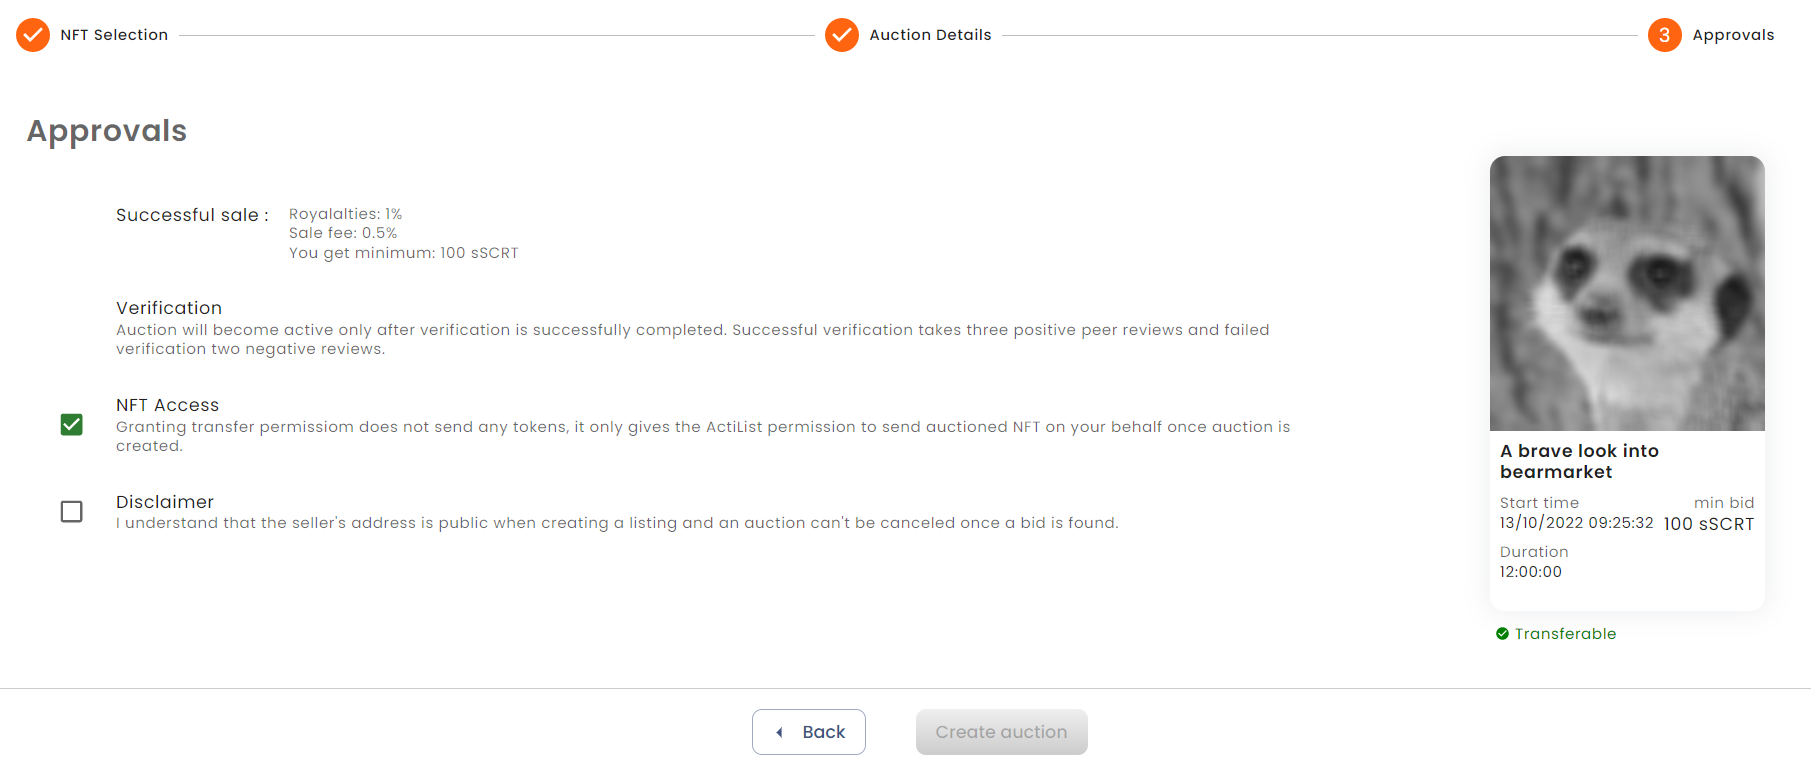 NFT Selection
Auction Details
3 Approvals
Approvals
Successful sale :
Royalalties: 1%
Sale fee: 0.5%
You get minimum: 100 sSCRT
Verification
Auction will become active only after verification is successfully completed. Successful verification takes three positive peer reviews and failed
verification two negative reviews.
NFT Access
Granting transfer permissiom does not send any tokens, it only gives the ActiList permission to send auctioned NFT on your behalf once auction is
created.
Disclaimer
I understand that the seller's address is public when creating a listing and an auction can't be canceled once a bid is found.
A brave look into
bearmarket
Start time min bid
13/10/2022 09:25:32 100 sSCRT
Duration
12:00:00
Transferable
Back
Create auction